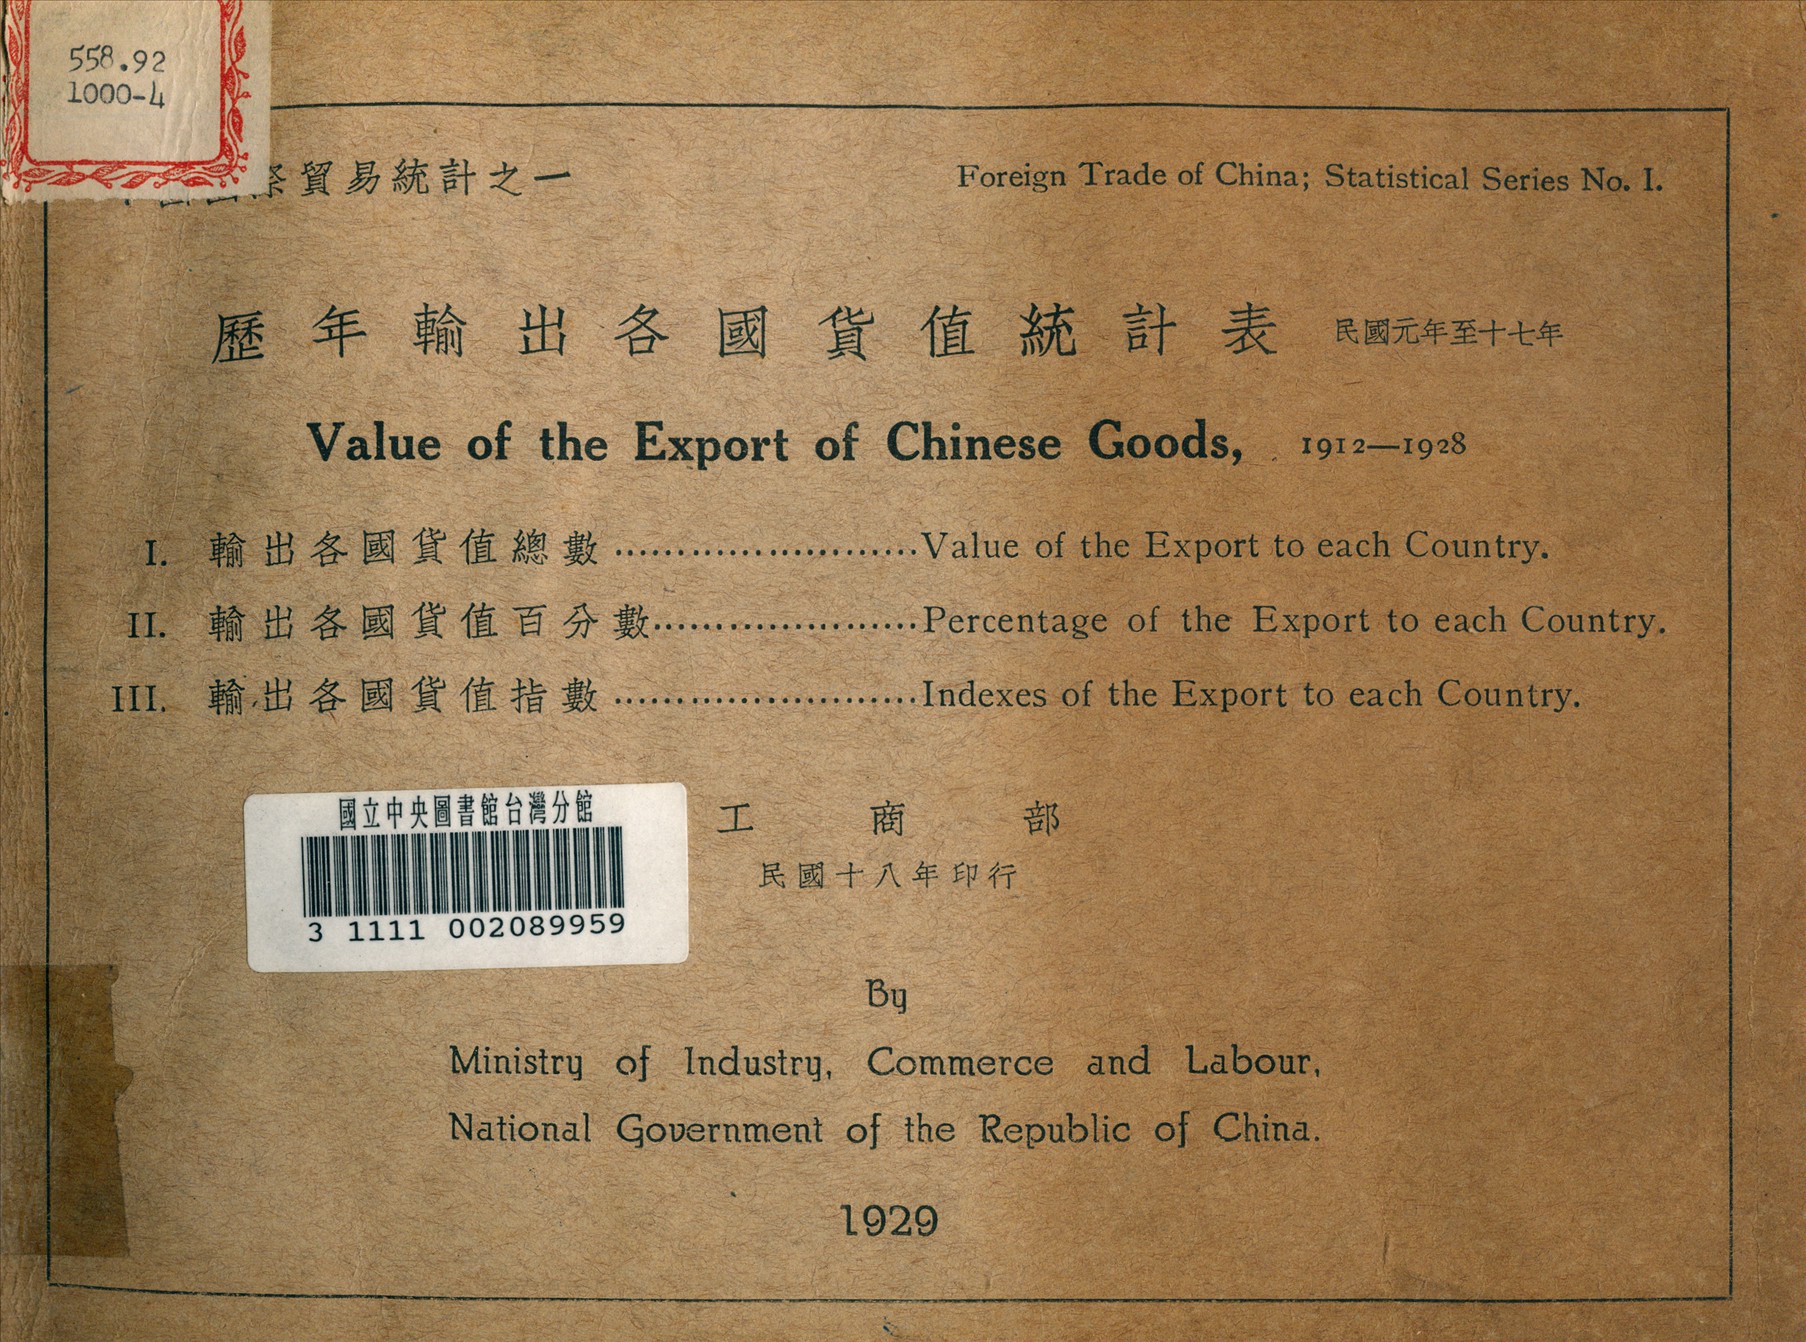 558.92
1000-4
際貿易統計之一
Foreign Trade of China; Statistical Series No. I.
歷年輸出各國貨值統計表 民國元年至十七年
Value of the Export of Chinese Goods, 1912—1928
I. 輸出各國貨值總數........................Value of the Export to each Country.
II. 輸出各國貨值百分數.....................Percentage of the Export to each Country.
III. 輸出各國貨值指數........................Indexes of the Export to each Country.
國立中央圖書館台灣分館
3 1111 002089959
工商部
民國十八年印行
By
Ministry of Industry, Commerce and Labour,
National Government of the Republic of China.
1929